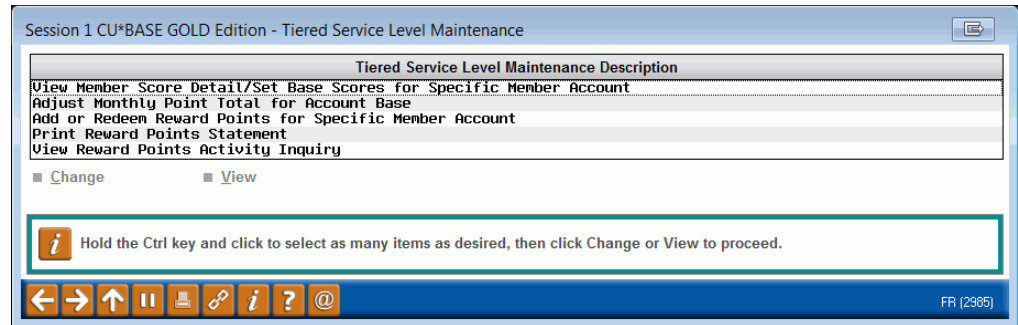 Session 1 CU*BASE GOLD Edition - Tiered Service Level Maintenance
Tiered Service Level Maintenance Description
View Member Score Detail/Set Base Scores for Specific Member Account
Adjust Monthly Point Total for Account Base
Add or Redeem Reward Points for Specific Member Account
Print Reward Points Statement
View Reward Points Activity Inquiry
Change View
i Hold the Ctrl key and click to select as many items as desired, then click Change or View to proceed.
i ? @ FR (2985)